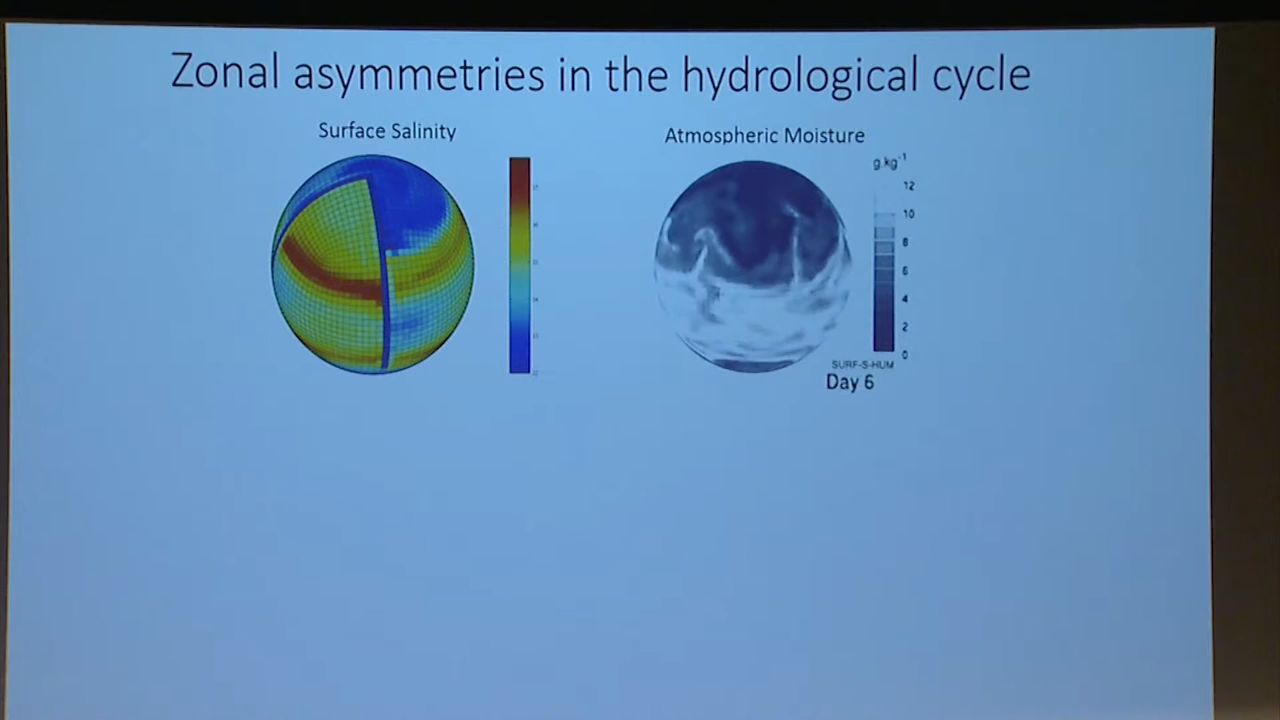 Zonal asymmetries in the hydrological cycle
Surface Salinity
Atmospheric Moisture
g.kg⁻¹
12
10
8
6
4
2
0
SURF-S-HUM
Day 6